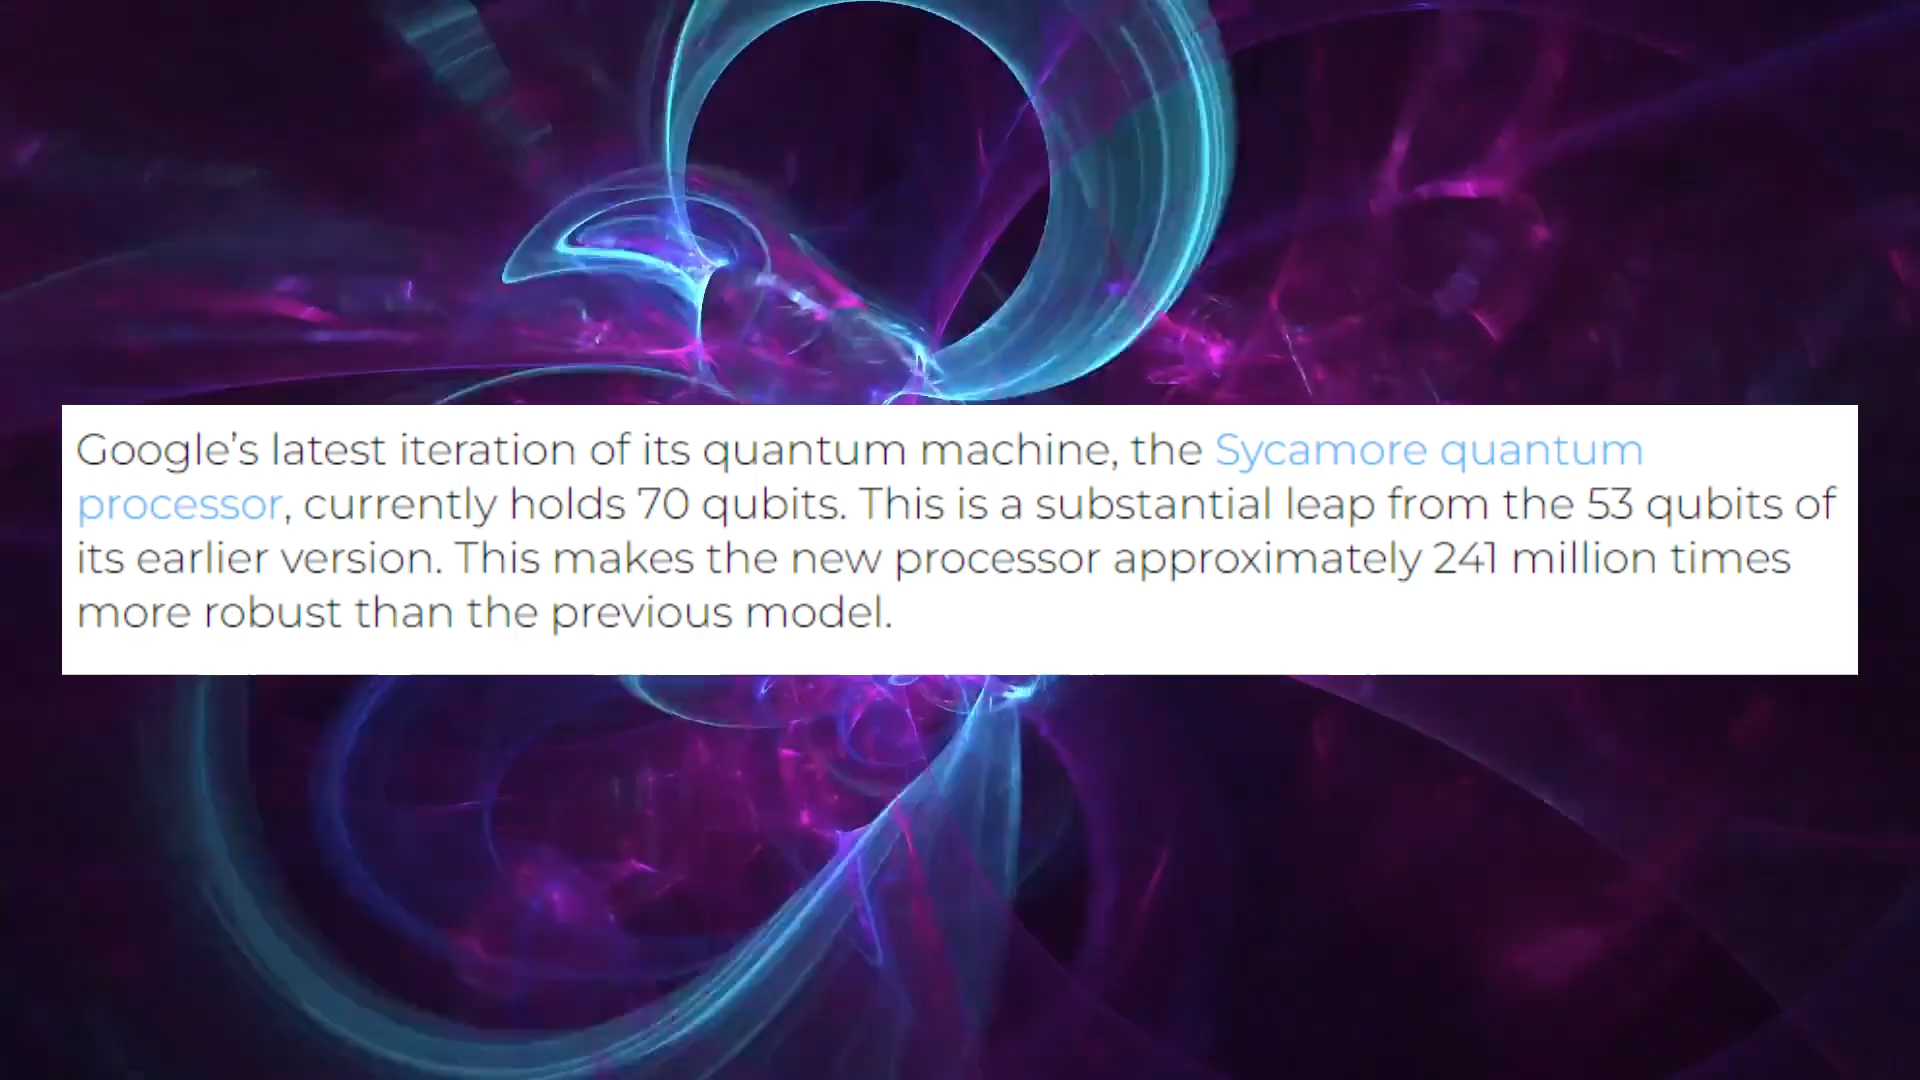 Google’s latest iteration of its quantum machine, the Sycamore quantum
processor, currently holds 70 qubits. This is a substantial leap from the 53 qubits of
its earlier version. This makes the new processor approximately 241 million times
more robust than the previous model.